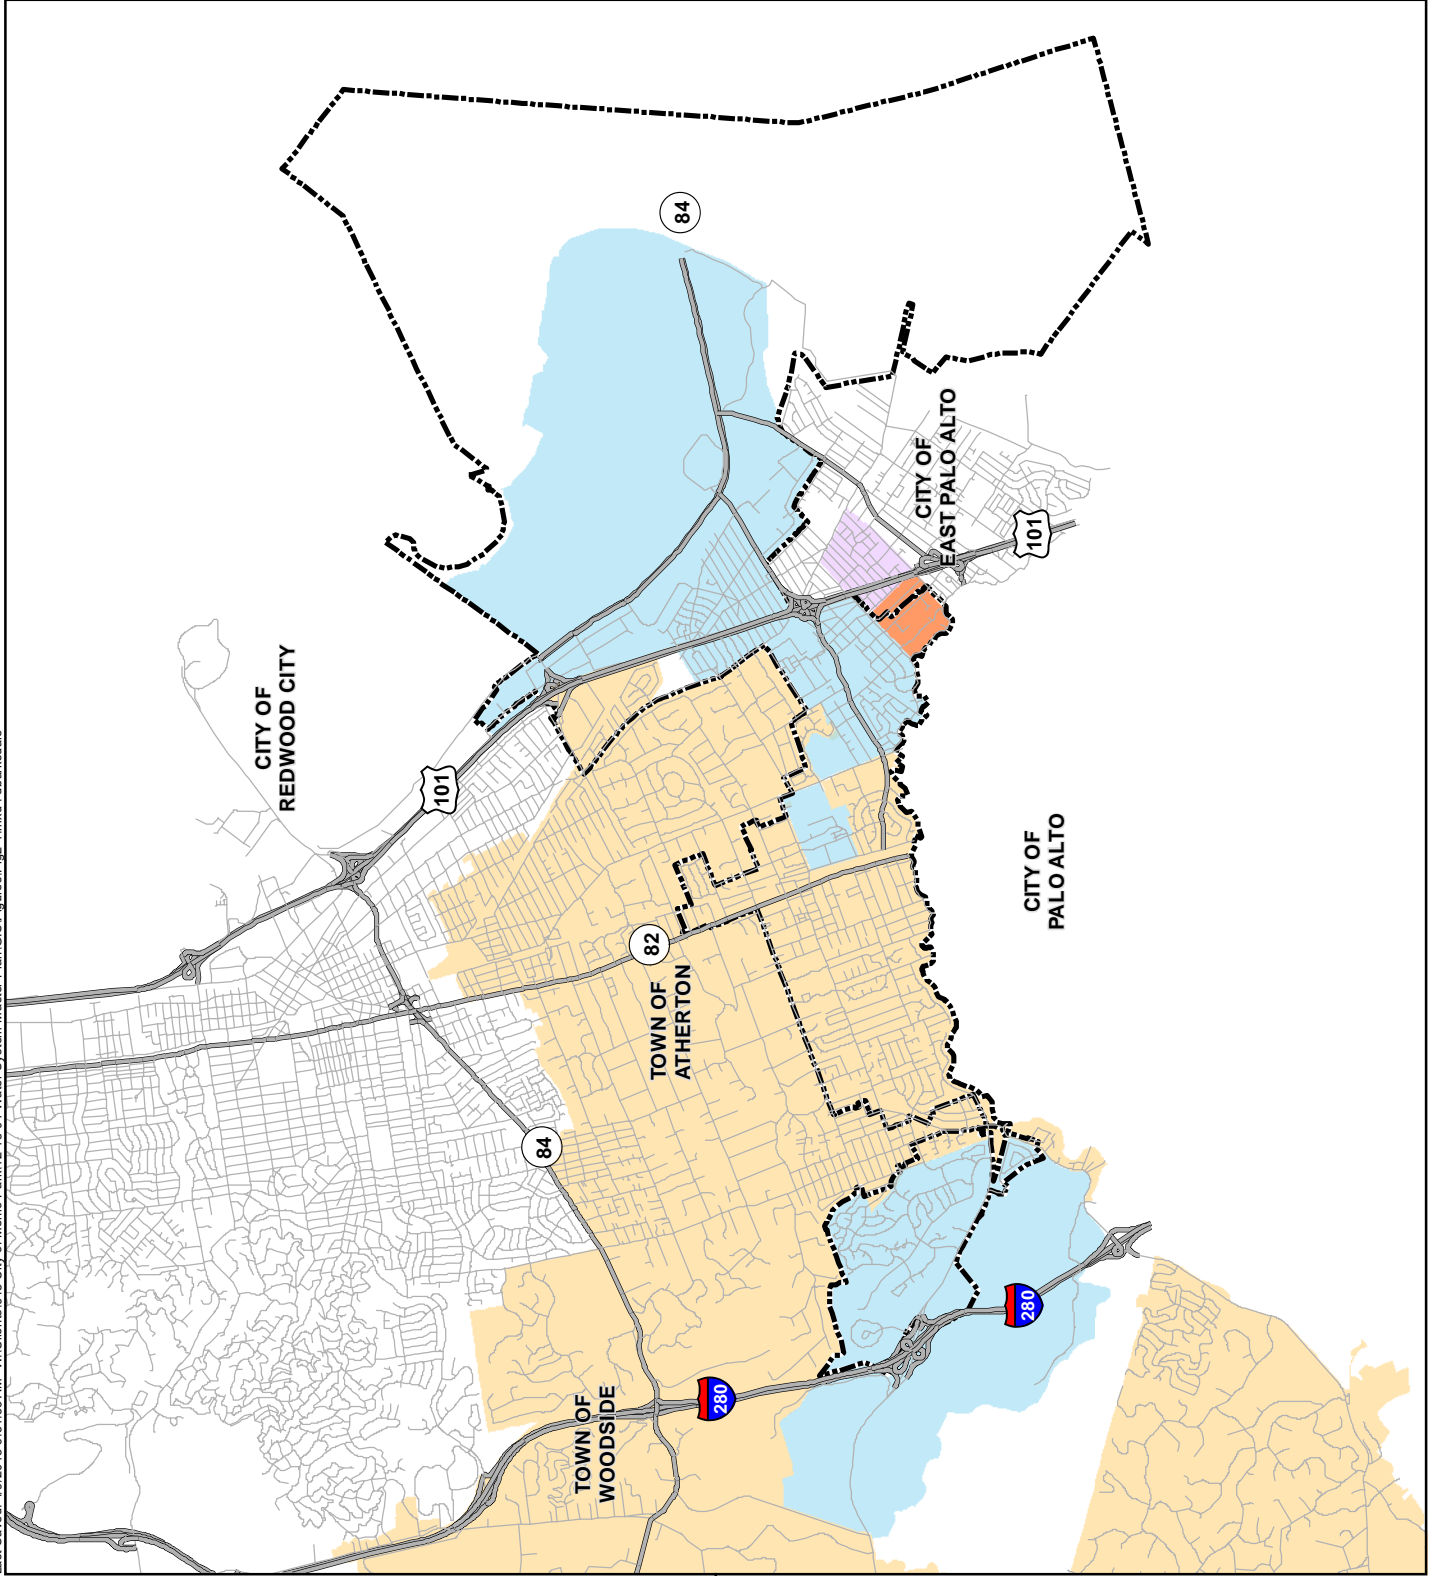 84
CITY OF
EAST PALO ALTO
101
CITY OF
REDWOOD CITY
101
CITY OF
PALO ALTO
82
TOWN OF
ATHERTON
84
280
280
TOWN OF
WOODSIDE